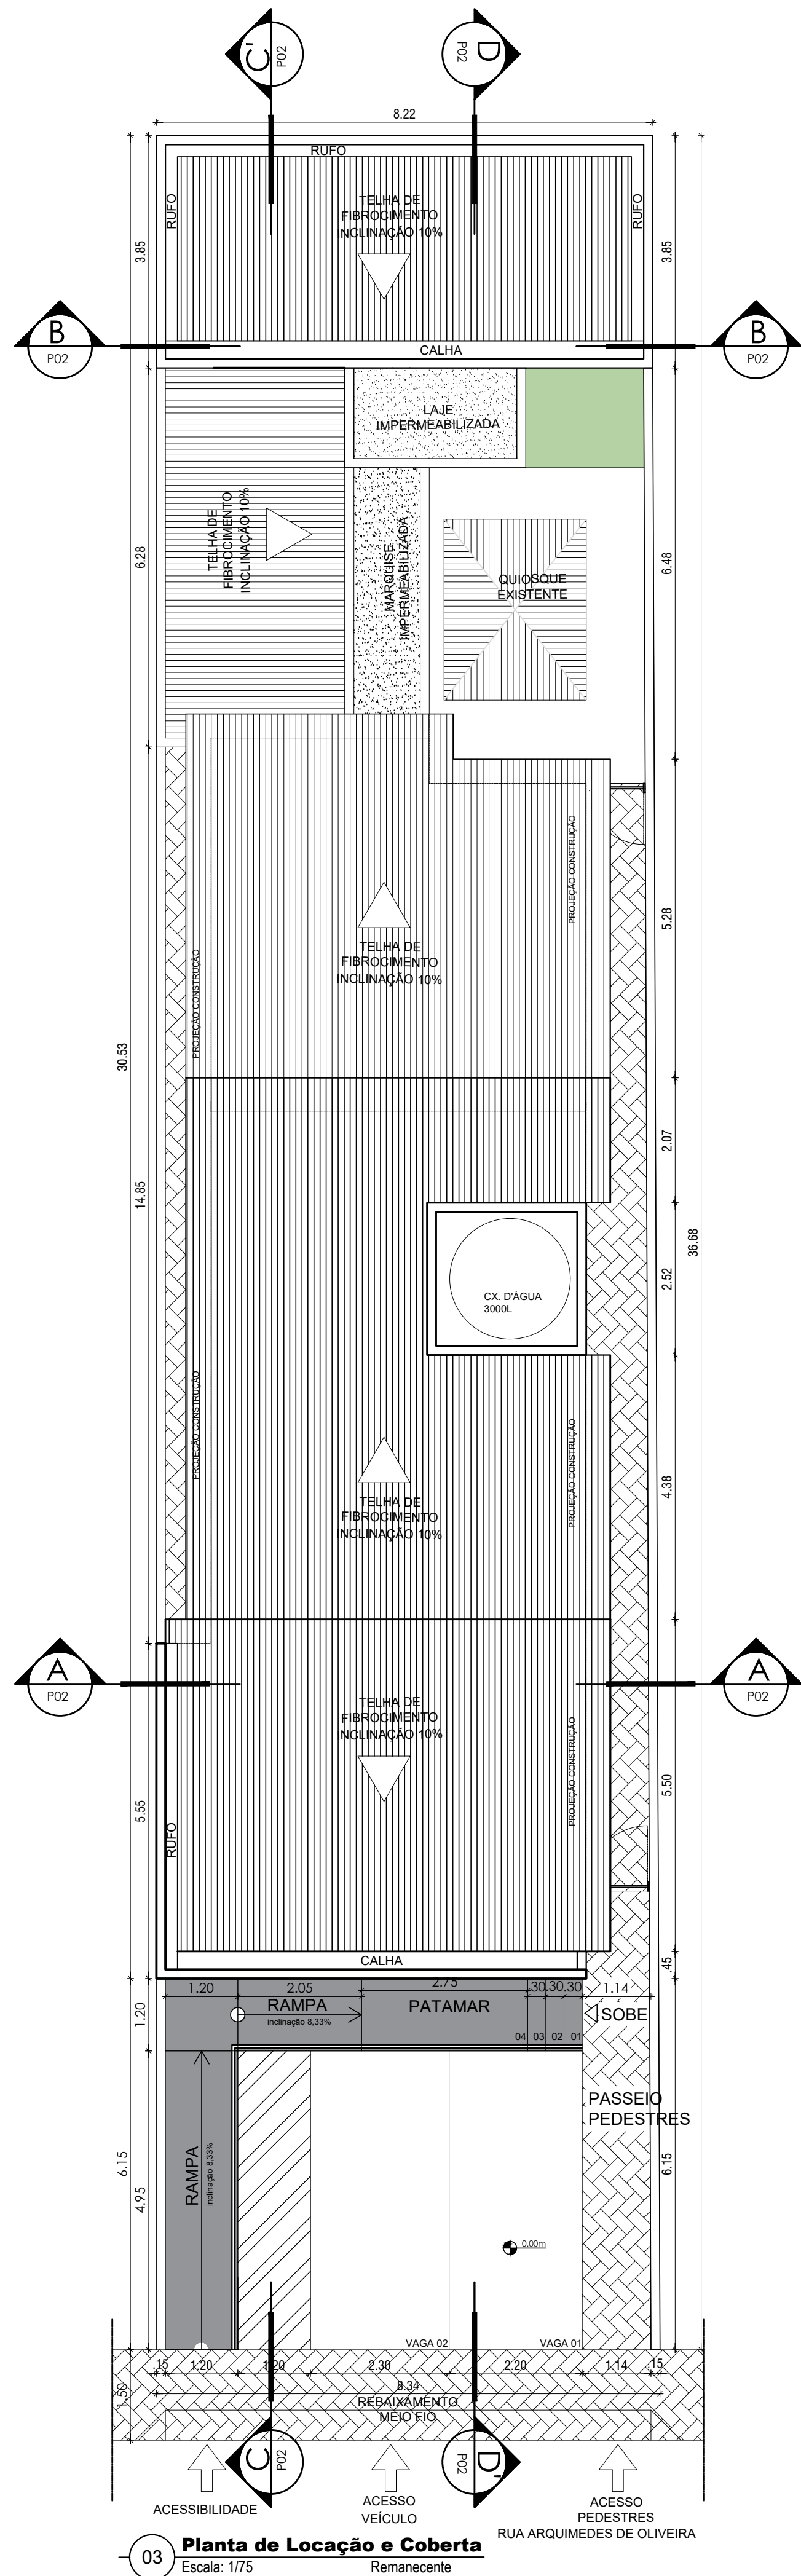 C'
P02
D
P02
8.22
RUFO
RUFO
RUFO
TELHA DE
FIBROCIMENTO
INCLINAÇÃO 10%
3.85
3.85
B
P02
B
P02
CALHA
LAJE
IMPERMEABILIZADA
TELHA DE
FIBROCIMENTO
INCLINAÇÃO 10%
MARQUISE
IMPERMEABILIZADA
QUIOSQUE
EXISTENTE
6.28
6.48
PROJEÇÃO CONSTRUÇÃO
TELHA DE
FIBROCIMENTO
INCLINAÇÃO 10%
PROJEÇÃO CONSTRUÇÃO
5.28
30.53
2.07
14.85
36.68
2.52
CX. D'ÁGUA
3000L
PROJEÇÃO CONSTRUÇÃO
PROJEÇÃO CONSTRUÇÃO
4.38
TELHA DE
FIBROCIMENTO
INCLINAÇÃO 10%
A
P02
A
P02
TELHA DE
FIBROCIMENTO
INCLINAÇÃO 10%
PROJEÇÃO CONSTRUÇÃO
5.55
5.50
RUFO
CALHA
.45
1.20
2.05
2.75
.30
.30
.30
1.14
1.20
RAMPA
inclinação 8,33%
PATAMAR
SOBE
04
03
02
01
PASSEIO
PEDESTRES
6.15
4.95
RAMPA
inclinação 8,33%
6.15
0.00m
VAGA 02
VAGA 01
.15
1.20
1.20
2.30
2.20
1.14
.15
8.34
1.50
REBAIXAMENTO
MEIO FIO
C
P02
D'
P02
ACESSIBILIDADE
ACESSO
VEÍCULO
ACESSO
PEDESTRES
RUA ARQUIMEDES DE OLIVEIRA
03
Planta de Locação e Coberta
Escala: 1/75
Remanecente